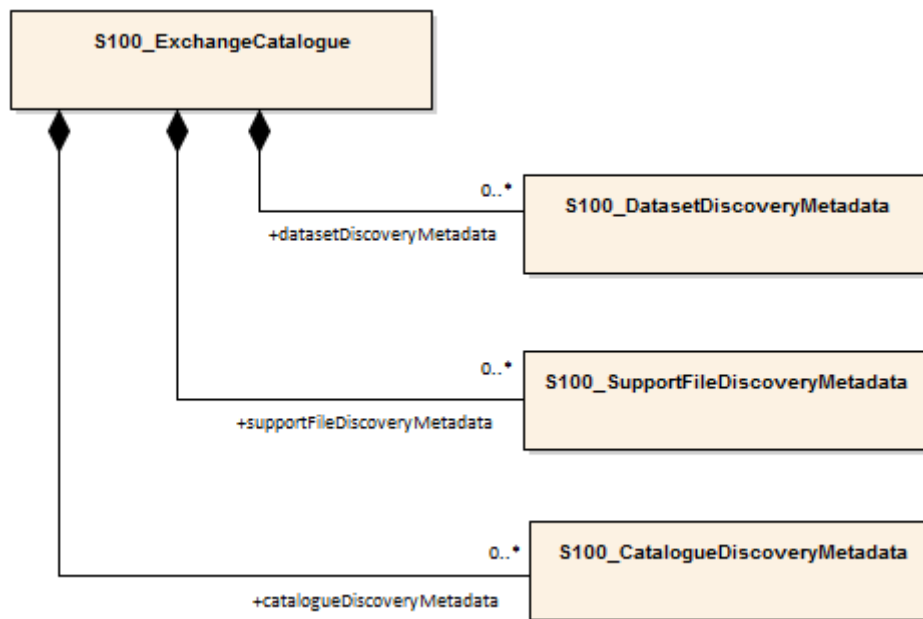 S100_ExchangeCatalogue
0..*
S100_DatasetDiscoveryMetadata
+datasetDiscoveryMetadata
0..*
S100_SupportFileDiscoveryMetadata
+supportFileDiscoveryMetadata
0..*
S100_CatalogueDiscoveryMetadata
+catalogueDiscoveryMetadata